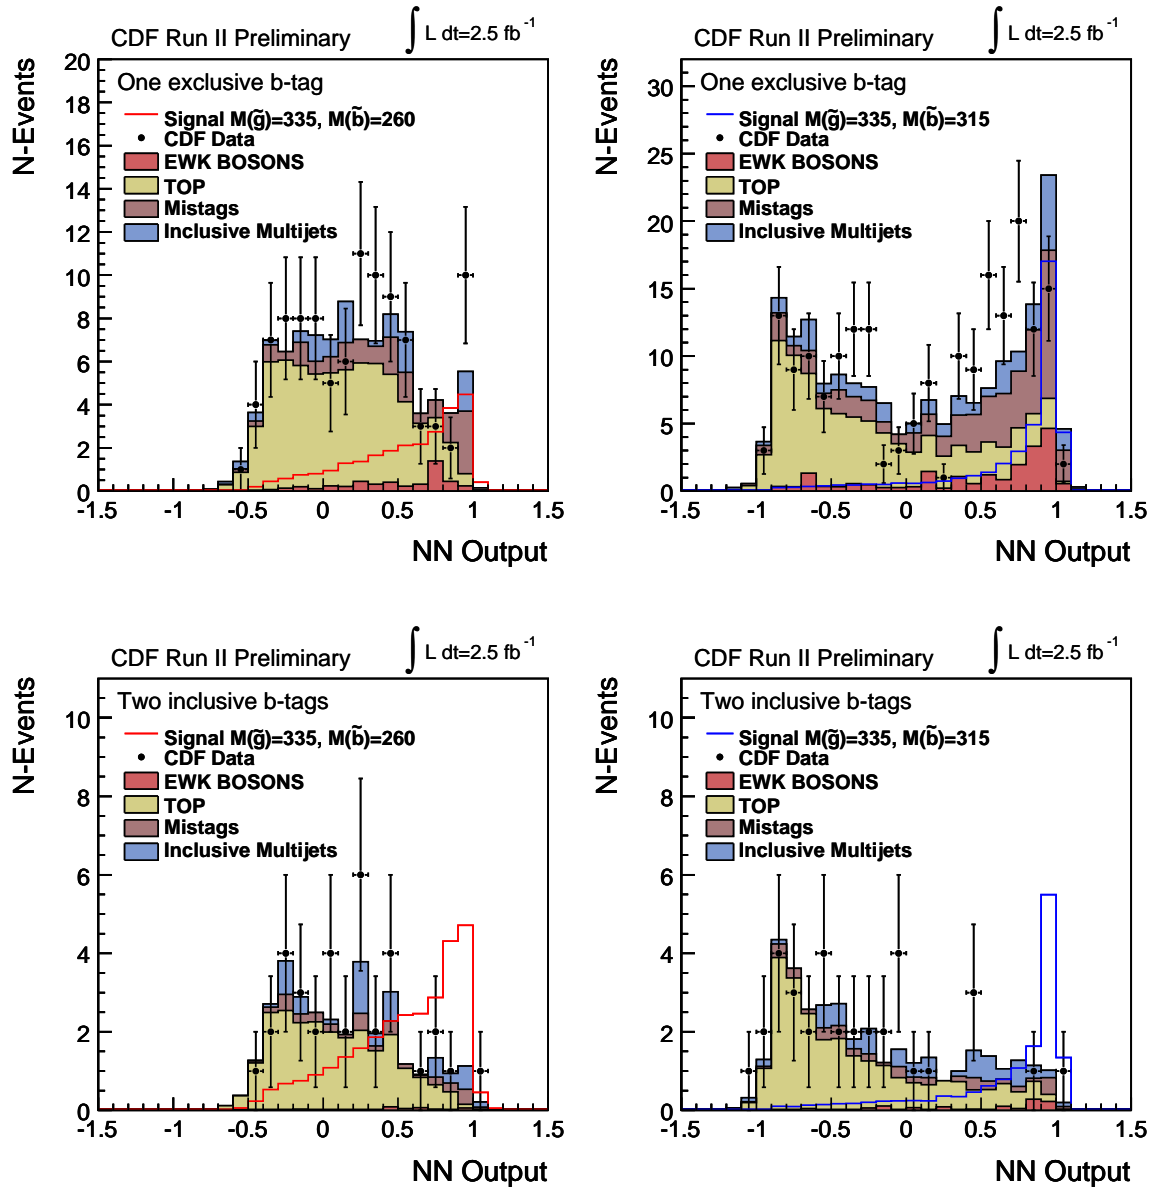 CDF Run II Preliminary
∫ L dt=2.5 fb⁻¹
N-Events
One exclusive b-tag
Signal M(g̃)=335, M(b̃)=260
CDF Data
EWK BOSONS
TOP
Mistags
Inclusive Multijets
20
18
16
14
12
10
8
6
4
2
0
-1.5 -1 -0.5 0 0.5 1 1.5
NN Output
CDF Run II Preliminary
∫ L dt=2.5 fb⁻¹
N-Events
One exclusive b-tag
Signal M(g̃)=335, M(b̃)=315
CDF Data
EWK BOSONS
TOP
Mistags
Inclusive Multijets
30
25
20
15
10
5
0
-1.5 -1 -0.5 0 0.5 1 1.5
NN Output
CDF Run II Preliminary
∫ L dt=2.5 fb⁻¹
N-Events
Two inclusive b-tags
Signal M(g̃)=335, M(b̃)=260
CDF Data
EWK BOSONS
TOP
Mistags
Inclusive Multijets
10
8
6
4
2
0
-1.5 -1 -0.5 0 0.5 1 1.5
NN Output
CDF Run II Preliminary
∫ L dt=2.5 fb⁻¹
N-Events
Two inclusive b-tags
Signal M(g̃)=335, M(b̃)=315
CDF Data
EWK BOSONS
TOP
Mistags
Inclusive Multijets
10
8
6
4
2
0
-1.5 -1 -0.5 0 0.5 1 1.5
NN Output